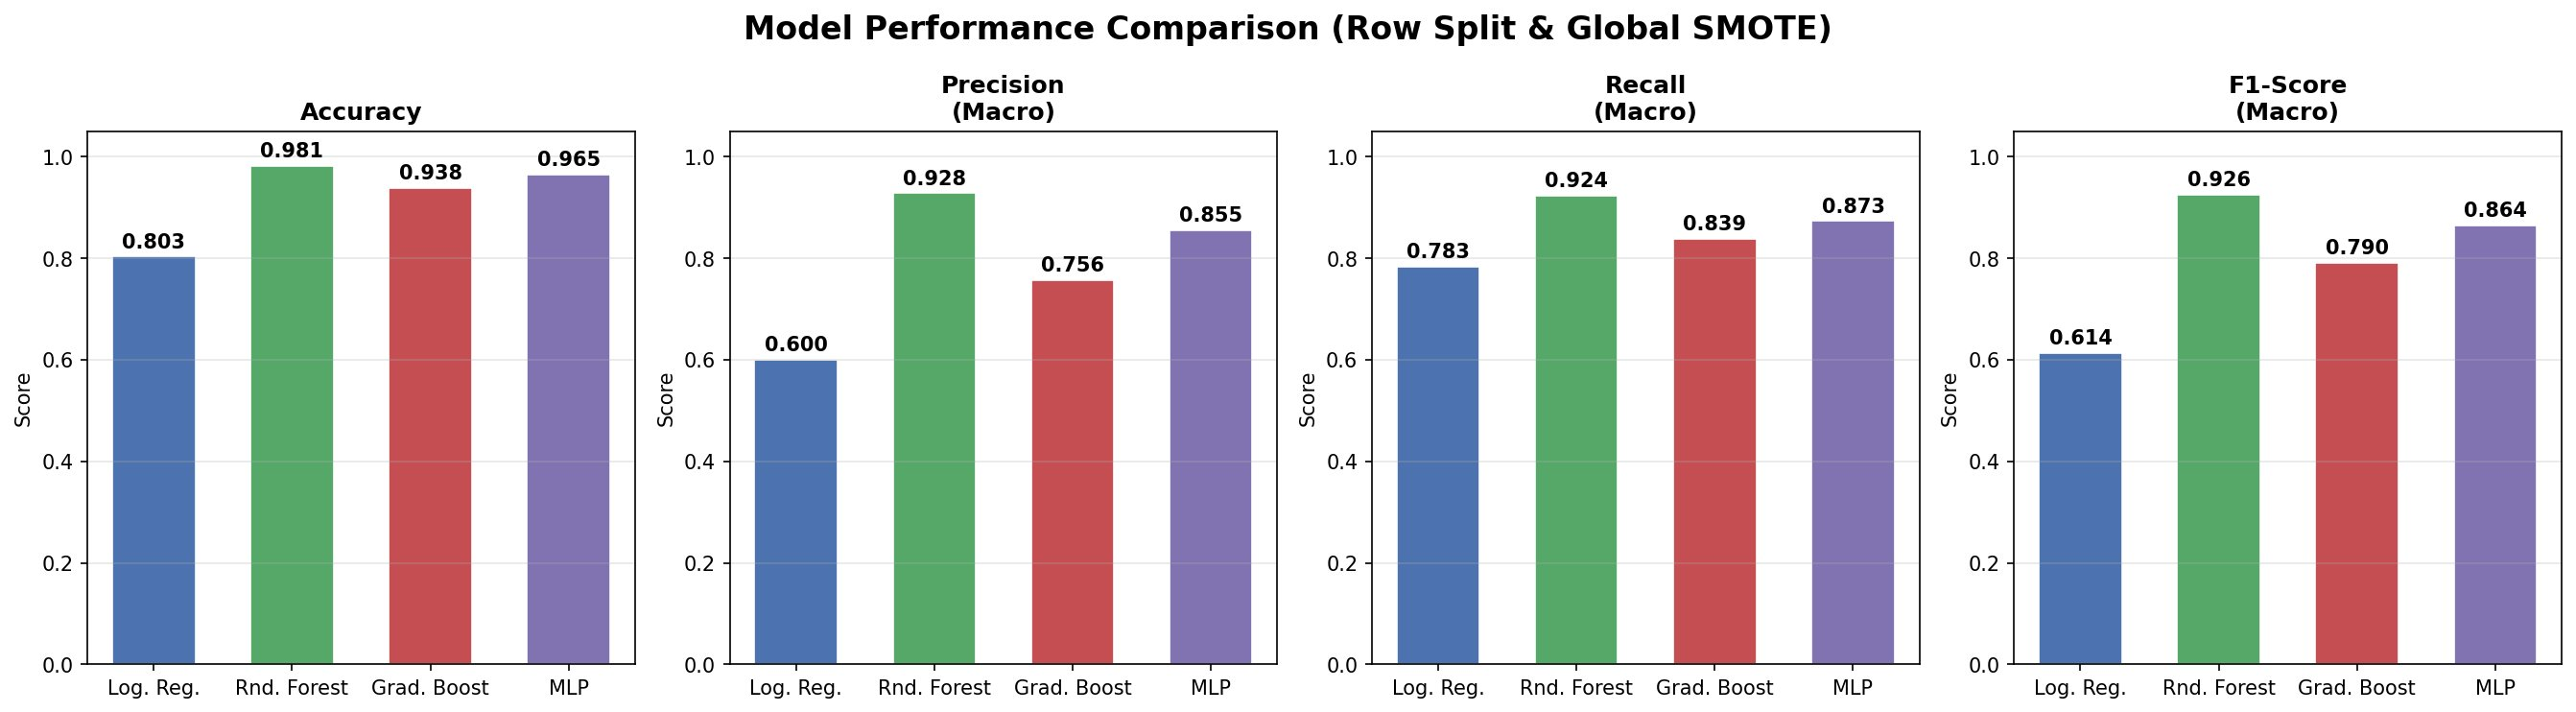 Model Performance Comparison (Row Split & Global SMOTE)
Accuracy
Score
1.0
0.8
0.6
0.4
0.2
0.0
0.803
0.981
0.938
0.965
Log. Reg.
Rnd. Forest
Grad. Boost
MLP
Precision
(Macro)
Score
1.0
0.8
0.6
0.4
0.2
0.0
0.600
0.928
0.756
0.855
Log. Reg.
Rnd. Forest
Grad. Boost
MLP
Recall
(Macro)
Score
1.0
0.8
0.6
0.4
0.2
0.0
0.783
0.924
0.839
0.873
Log. Reg.
Rnd. Forest
Grad. Boost
MLP
F1-Score
(Macro)
Score
1.0
0.8
0.6
0.4
0.2
0.0
0.614
0.926
0.790
0.864
Log. Reg.
Rnd. Forest
Grad. Boost
MLP